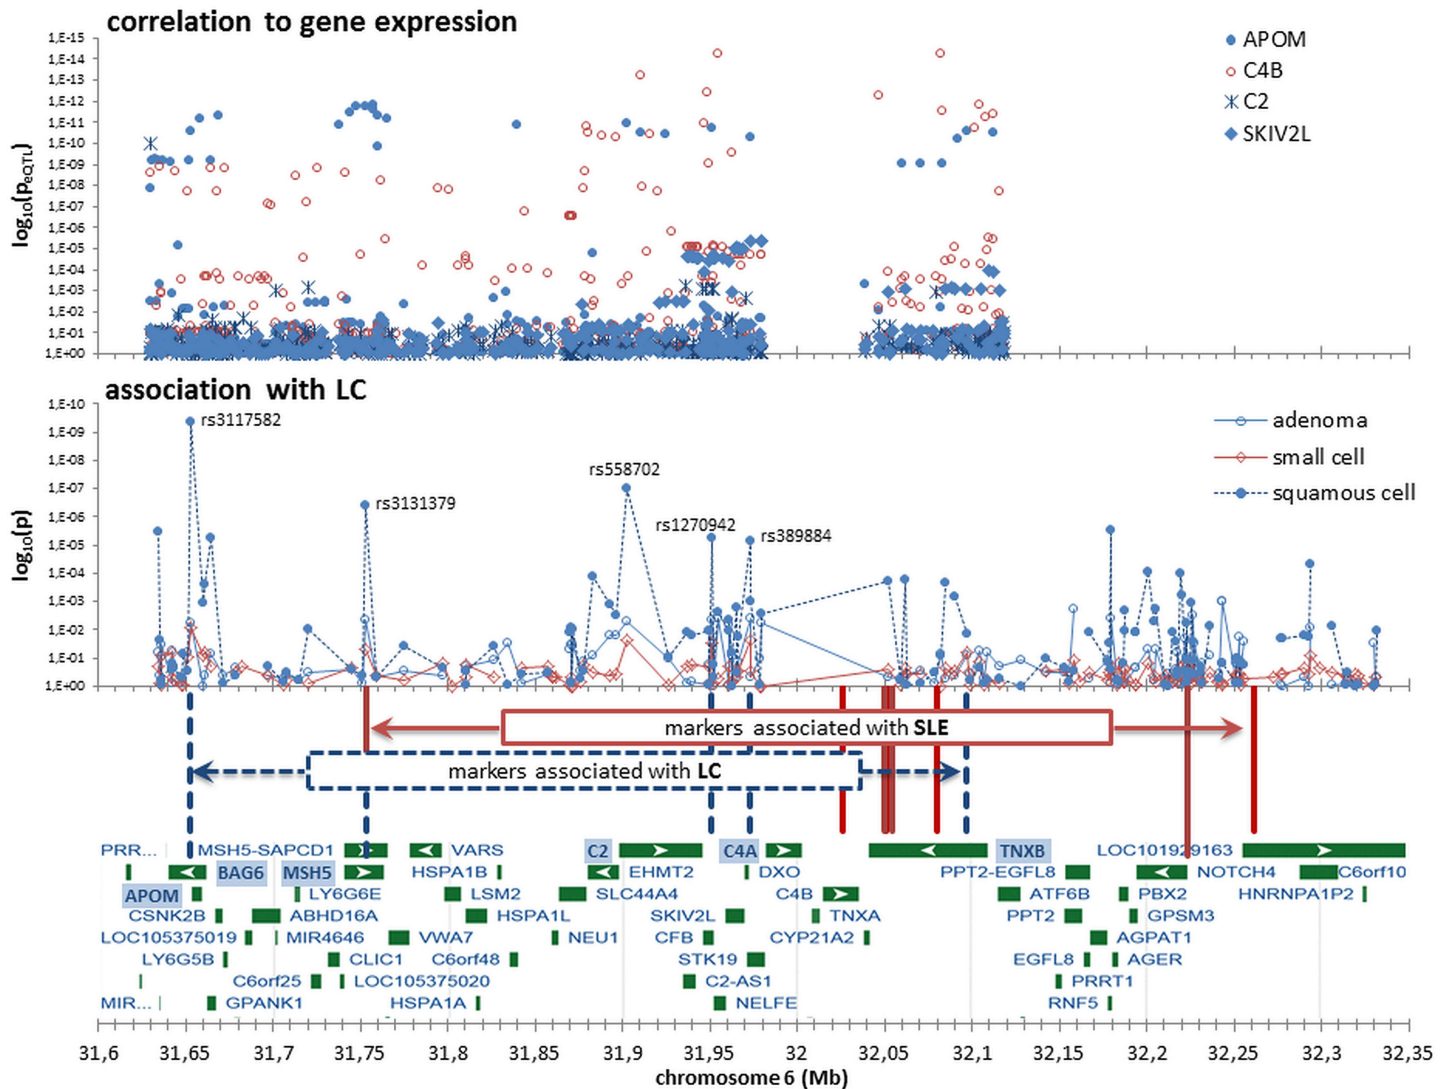 correlation to gene expression
1,E-15
1,E-14
1,E-13
1,E-12
1,E-11
1,E-10
1,E-09
1,E-08
1,E-07
1,E-06
1,E-05
1,E-04
1,E-03
1,E-02
1,E-01
1,E+00
log10(peQTL)
APOM
C4B
C2
SKIV2L
association with LC
1,E-10
1,E-09
1,E-08
1,E-07
1,E-06
1,E-05
1,E-04
1,E-03
1,E-02
1,E-01
1,E+00
log10(p)
rs3117582
rs3131379
rs558702
rs1270942
rs389884
adenoma
small cell
squamous cell
markers associated with SLE
markers associated with LC
PRR... MSH5-SAPCD1 VARS C2 C4A TNXB LOC101929163
BAG6 MSH5 HSPA1B EHMT2 DXO PPT2-EGFL8 NOTCH4 C6orf10
APOM LY6G6E LSM2 SLC44A4 C4B ATF6B PBX2 HNRNPA1P2
CSNK2B ABHD16A HSPA1L SKIV2L TNXA PPT2 GPSM3
LOC105375019 MIR4646 VWA7 NEU1 CFB CYP21A2 AGPAT1
LY6G5B CLIC1 C6orf48 STK19 EGFL8 AGER
C6orf25 LOC105375020 C2-AS1 PRRT1
MIR... GPANK1 HSPA1A NELFE RNF5
31,6 31,65 31,7 31,75 31,8 31,85 31,9 31,95 32 32,05 32,1 32,15 32,2 32,25 32,3 32,35
chromosome 6 (Mb)